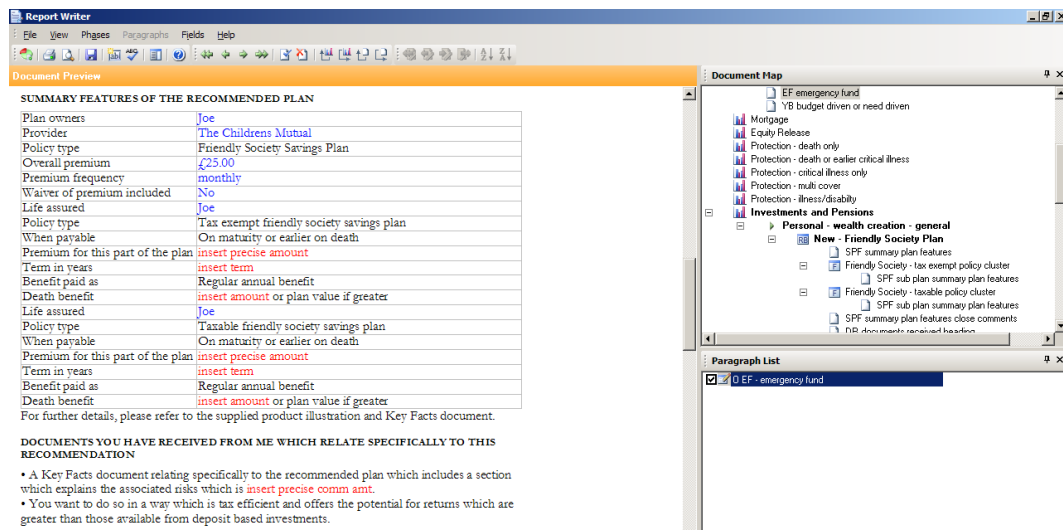 Report Writer
File View Phases Paragraphs Fields Help
Document Preview
SUMMARY FEATURES OF THE RECOMMENDED PLAN
Plan owners Joe
Provider The Childrens Mutual
Policy type Friendly Society Savings Plan
Overall premium £25.00
Premium frequency monthly
Waiver of premium included No
Life assured Joe
Policy type Tax exempt friendly society savings plan
When payable On maturity or earlier on death
Premium for this part of the plan insert precise amount
Term in years insert term
Benefit paid as Regular annual benefit
Death benefit insert amount or plan value if greater
Life assured Joe
Policy type Taxable friendly society savings plan
When payable On maturity or earlier on death
Premium for this part of the plan insert precise amount
Term in years insert term
Benefit paid as Regular annual benefit
Death benefit insert amount or plan value if greater
For further details, please refer to the supplied product illustration and Key Facts document.
DOCUMENTS YOU HAVE RECEIVED FROM ME WHICH RELATE SPECIFICALLY TO THIS
RECOMMENDATION
• A Key Facts document relating specifically to the recommended plan which includes a section
which explains the associated risks which is insert precise comm amt.
• You want to do so in a way which is tax efficient and offers the potential for returns which are
greater than those available from deposit based investments.
Document Map
EF emergency fund
YB budget driven or need driven
Mortgage
Equity Release
Protection - death only
Protection - death or earlier critical illness
Protection - critical illness only
Protection - multi cover
Protection - illness/disabilty
Investments and Pensions
Personal - wealth creation - general
RB New - Friendly Society Plan
SPF summary plan features
F Friendly Society - tax exempt policy cluster
SPF sub plan summary plan features
F Friendly Society - taxable policy cluster
SPF sub plan summary plan features
SPF summary plan features close comments
DR documents received heading
Paragraph List
O EF - emergency fund